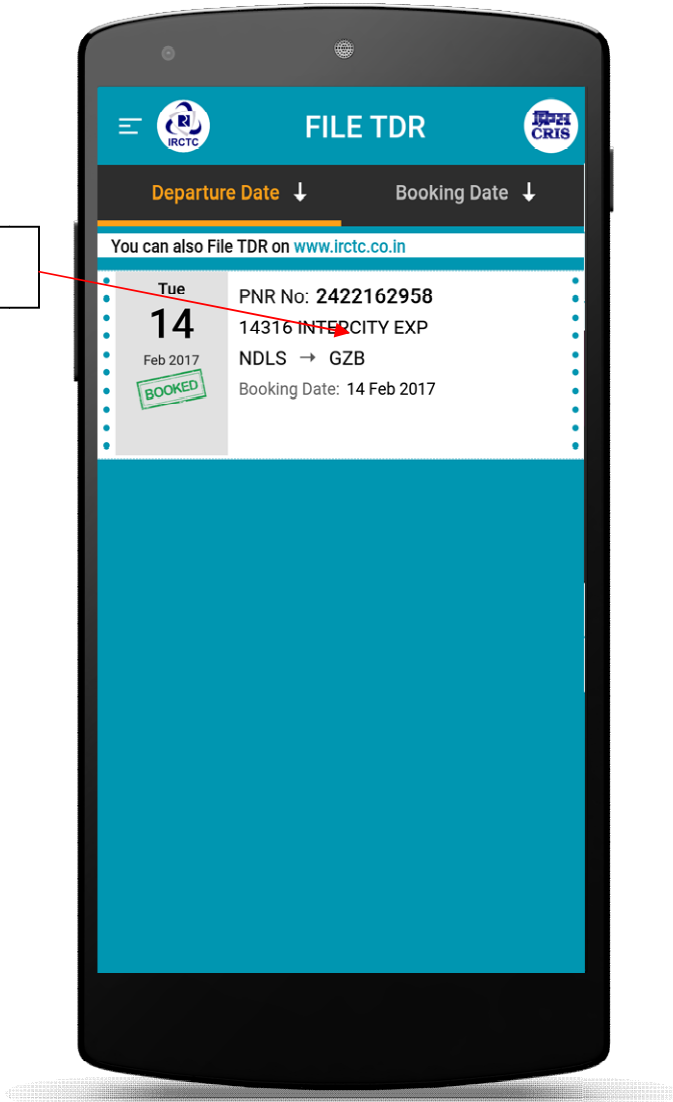 IRCTC
FILE TDR
क्रिस
CRIS
Departure Date ↓ Booking Date ↓
You can also File TDR on www.irctc.co.in
Tue
14
Feb 2017
BOOKED
PNR No: 2422162958
14316 INTERCITY EXP
NDLS → GZB
Booking Date: 14 Feb 2017